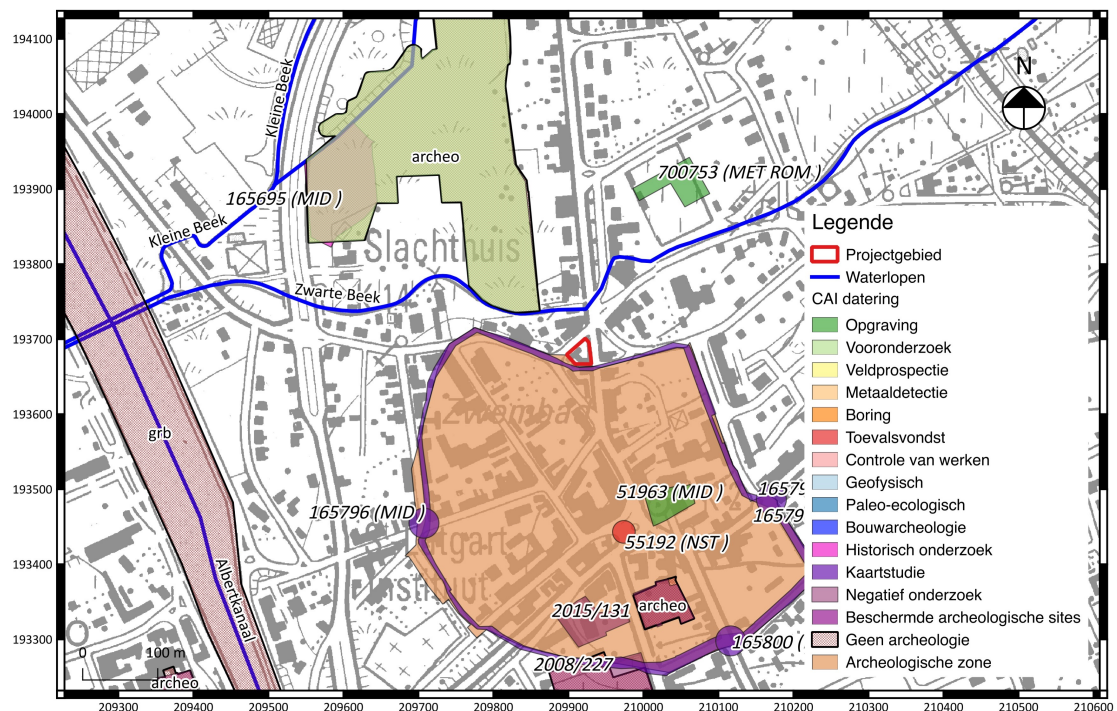 194100
194000
193900
193800
193700
193600
193500
193400
193300
209300
209400
209500
209600
209700
209800
209900
210000
210100
210200
210300
210400
210500
210600
N
Kleine Beek
archeo
700753 (MET ROM )
165695 (MID )
Kleine Beek
Slachthuis
Zwarte Beek
Zwembad
grb
51963 (MID )
165796 (MID )
16579
16579
55192 (NST )
Instituut
Albertkanaal
2015/131
archeo
165800 (
2008/227
0 100 m
archeo
Legende
Projectgebied
Waterlopen
CAI datering
Opgraving
Vooronderzoek
Veldprospectie
Metaaldetectie
Boring
Toevalsvondst
Controle van werken
Geofysisch
Paleo-ecologisch
Bouwarcheologie
Historisch onderzoek
Kaartstudie
Negatief onderzoek
Beschermde archeologische sites
Geen archeologie
Archeologische zone